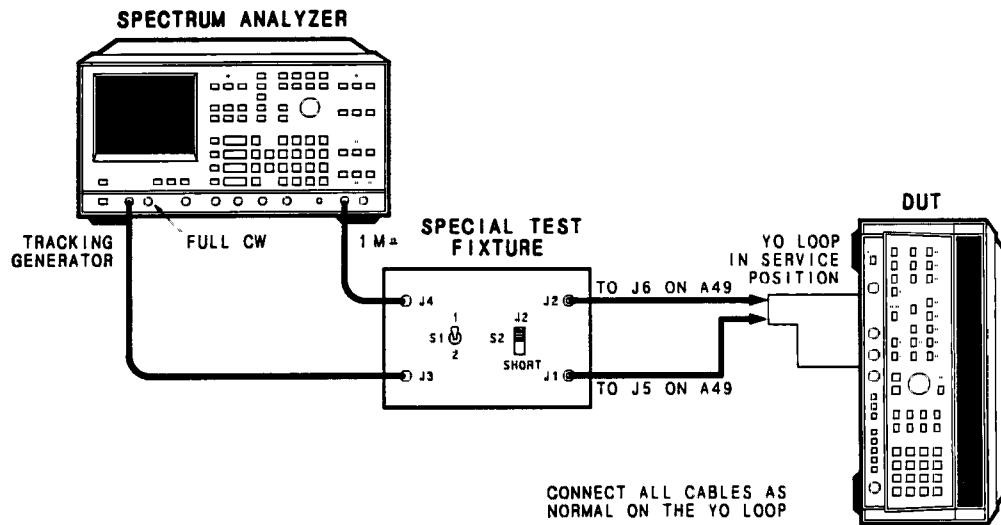 SPECTRUM ANALYZER
TRACKING
GENERATOR
FULL CW
1 MΩ
SPECIAL TEST
FIXTURE
J4
J2
1
S1
2
J2
S2
SHORT
J3
J1
TO J6 ON A49
TO J5 ON A49
YO LOOP
IN SERVICE
POSITION
DUT
CONNECT ALL CABLES AS
NORMAL ON THE YO LOOP